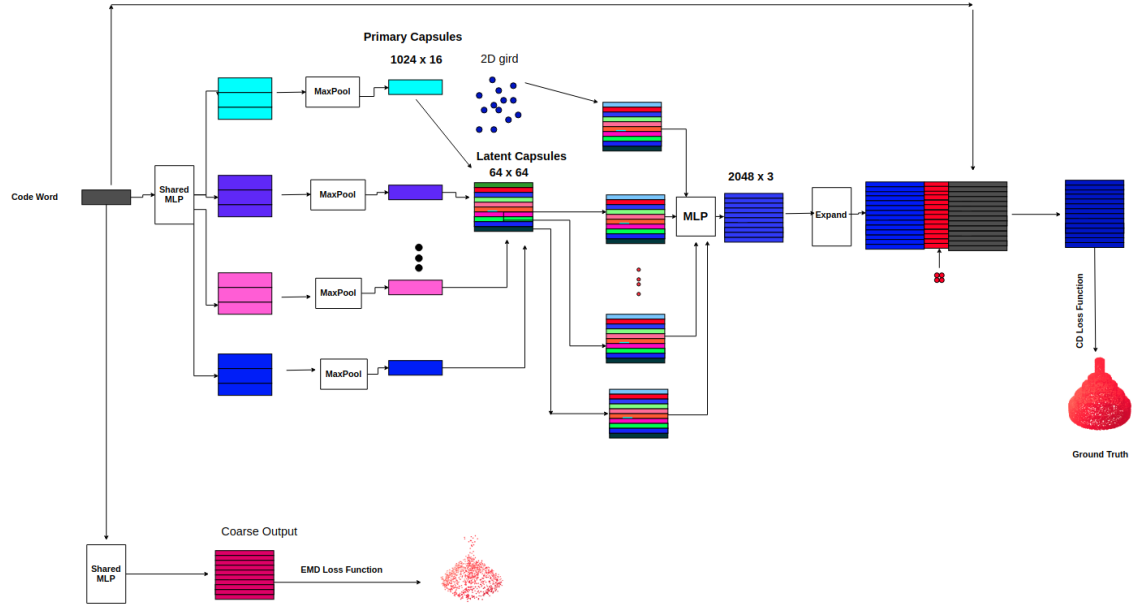 Primary Capsules
1024 x 16
2D gird
MaxPool
Latent Capsules
64 x 64
Code Word
Shared
MLP
MaxPool
2048 x 3
MLP
Expand
MaxPool
MaxPool
CD Loss Function
Ground Truth
Coarse Output
Shared
MLP
EMD Loss Function